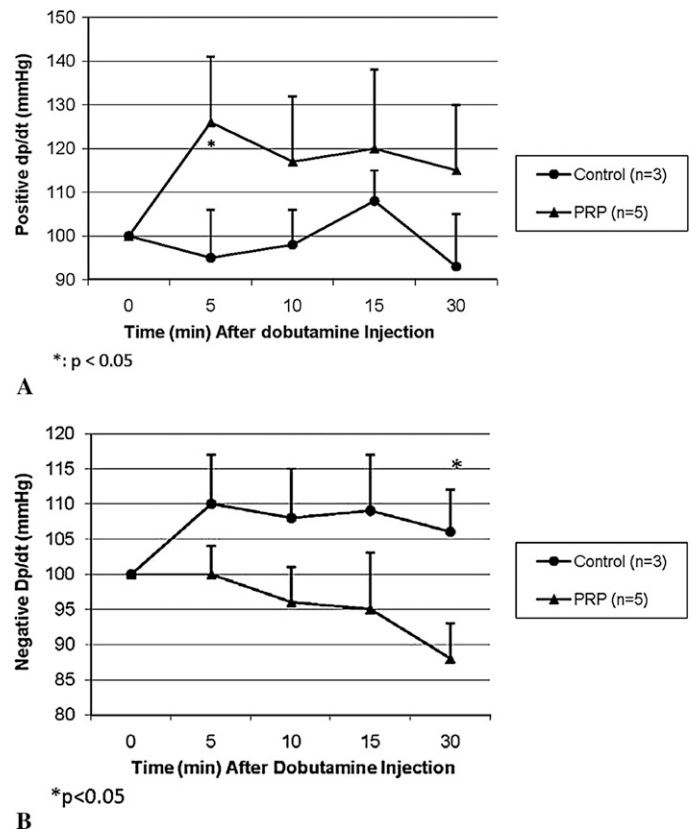 Positive dp/dt (mmHg)
150
140
130
120
110
100
90
*
0 5 10 15 30
Time (min) After dobutamine Injection
*: p < 0.05
Control (n=3)
PRP (n=5)
A
Negative Dp/dt (mmHg)
120
115
110
105
100
95
90
85
80
*
0 5 10 15 30
Time (min) After Dobutamine Injection
*p<0.05
Control (n=3)
PRP (n=5)
B